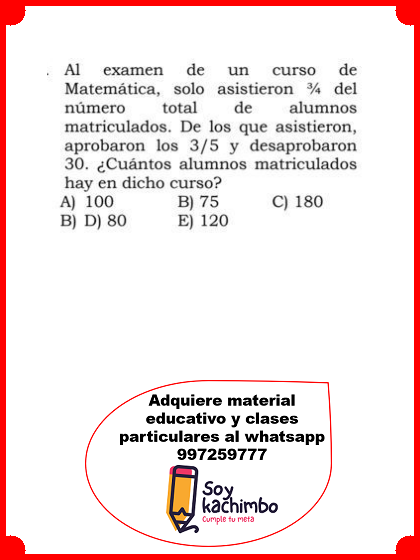 . Al examen de un curso de
Matemática, solo asistieron ¾ del
número total de alumnos
matriculados. De los que asistieron,
aprobaron los 3/5 y desaprobaron
30. ¿Cuántos alumnos matriculados
hay en dicho curso?
A) 100 B) 75 C) 180
B) D) 80 E) 120
Adquiere material
educativo y clases
particulares al whatsapp
997259777
Soy
kachimbo
Cumple tu meta